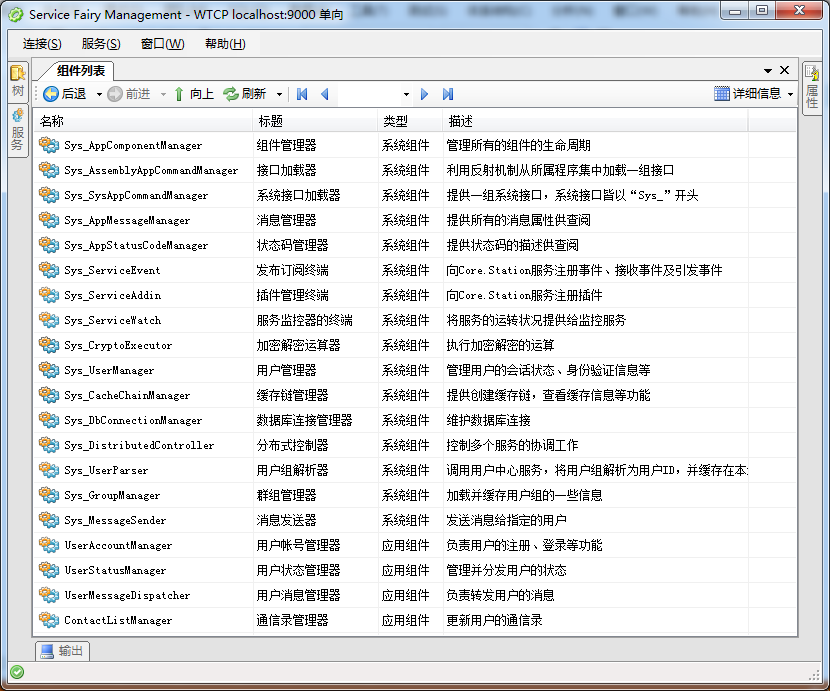 Service Fairy Management - WTCP localhost:9000 单向
连接(S) 服务(S) 窗口(W) 帮助(H)
树
服务
组件列表
后退 前进 向上 刷新 详细信息
属性
名称 标题 类型 描述
Sys_AppComponentManager 组件管理器 系统组件 管理所有的组件的生命周期
Sys_AssemblyAppCommandManager 接口加载器 系统组件 利用反射机制从所属程序集中加载一组接口
Sys_SysAppCommandManager 系统接口加载器 系统组件 提供一组系统接口，系统接口皆以“Sys_”开头
Sys_AppMessageManager 消息管理器 系统组件 提供所有的消息属性供查阅
Sys_AppStatusCodeManager 状态码管理器 系统组件 提供状态码的描述供查阅
Sys_ServiceEvent 发布订阅终端 系统组件 向Core.Station服务注册事件、接收事件及引发事件
Sys_ServiceAddin 插件管理终端 系统组件 向Core.Station服务注册插件
Sys_ServiceWatch 服务监控器的终端 系统组件 将服务的运转状况提供给监控服务
Sys_CryptoExecutor 加密解密运算器 系统组件 执行加密解密的运算
Sys_UserManager 用户管理器 系统组件 管理用户的会话状态、身份验证信息等
Sys_CacheChainManager 缓存链管理器 系统组件 提供创建缓存链，查看缓存信息等功能
Sys_DbConnectionManager 数据库连接管理器 系统组件 维护数据库连接
Sys_DistributedController 分布式控制器 系统组件 控制多个服务的协调工作
Sys_UserParser 用户组解析器 系统组件 调用用户中心服务，将用户组解析为用户ID，并缓存在本
Sys_GroupManager 群组管理器 系统组件 加载并缓存用户组的一些信息
Sys_MessageSender 消息发送器 系统组件 发送消息给指定的用户
UserAccountManager 用户帐号管理器 应用组件 负责用户的注册、登录等功能
UserStatusManager 用户状态管理器 应用组件 管理并分发用户的状态
UserMessageDispatcher 用户消息管理器 应用组件 负责转发用户的消息
ContactListManager 通信录管理器 应用组件 更新用户的通信录
输出